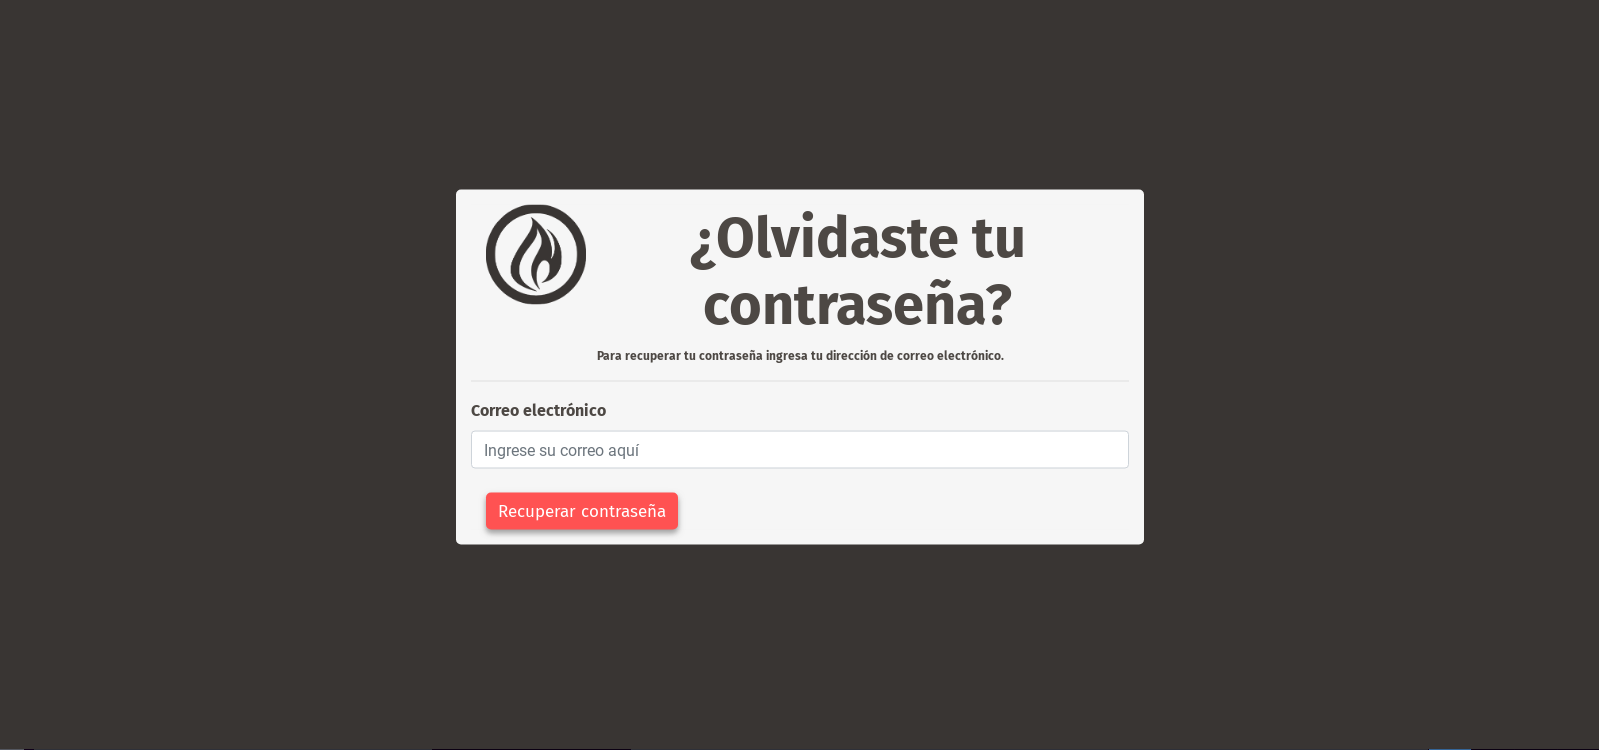 ¿Olvidaste tu
contraseña?
Para recuperar tu contraseña ingresa tu dirección de correo electrónico.
Correo electrónico
Ingrese su correo aquí
Recuperar contraseña